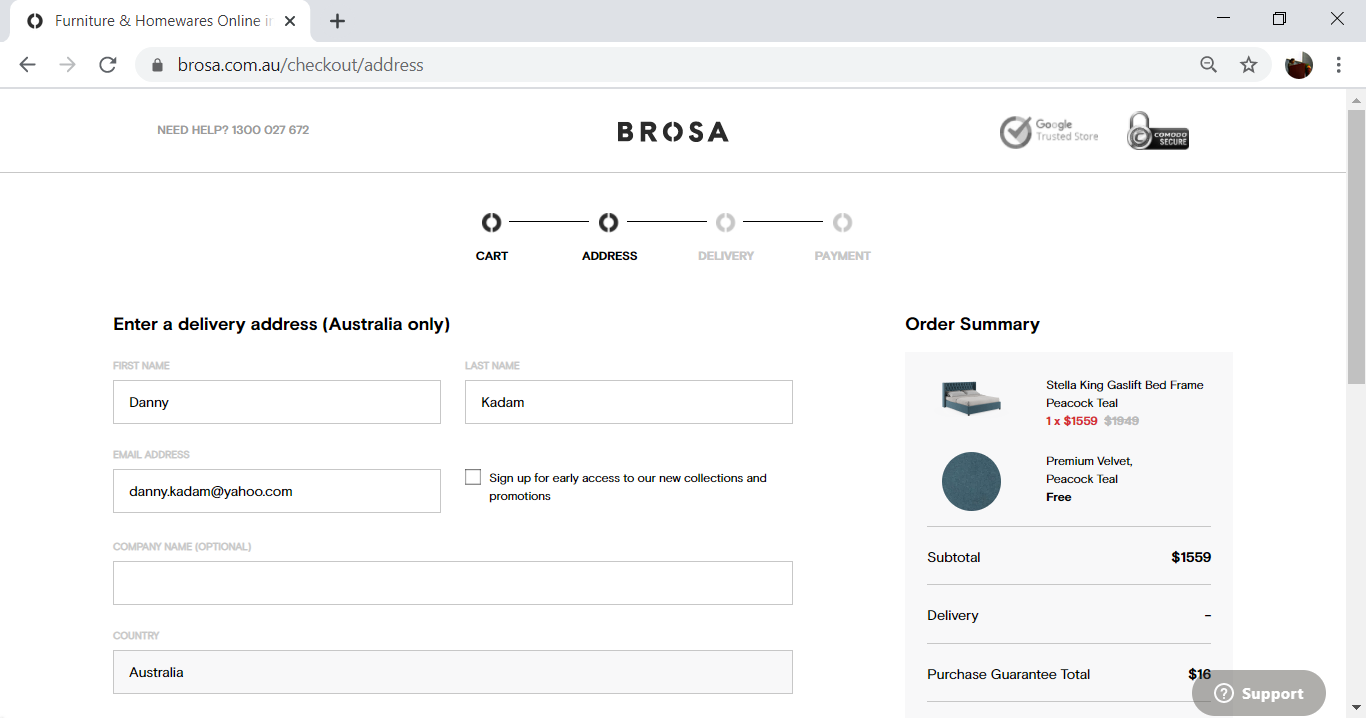 Furniture & Homewares Online in
brosa.com.au/checkout/address
NEED HELP? 1300 027 672
BROSA
Google
Trusted Store
COMODO
SECURE
CART
ADDRESS
DELIVERY
PAYMENT
Enter a delivery address (Australia only)
FIRST NAME
LAST NAME
Danny
Kadam
EMAIL ADDRESS
danny.kadam@yahoo.com
Sign up for early access to our new collections and
promotions
COMPANY NAME (OPTIONAL)
COUNTRY
Australia
Order Summary
Stella King Gaslift Bed Frame
Peacock Teal
1 x $1559 $1949
Premium Velvet,
Peacock Teal
Free
Subtotal $1559
Delivery –
Purchase Guarantee Total $16
Support